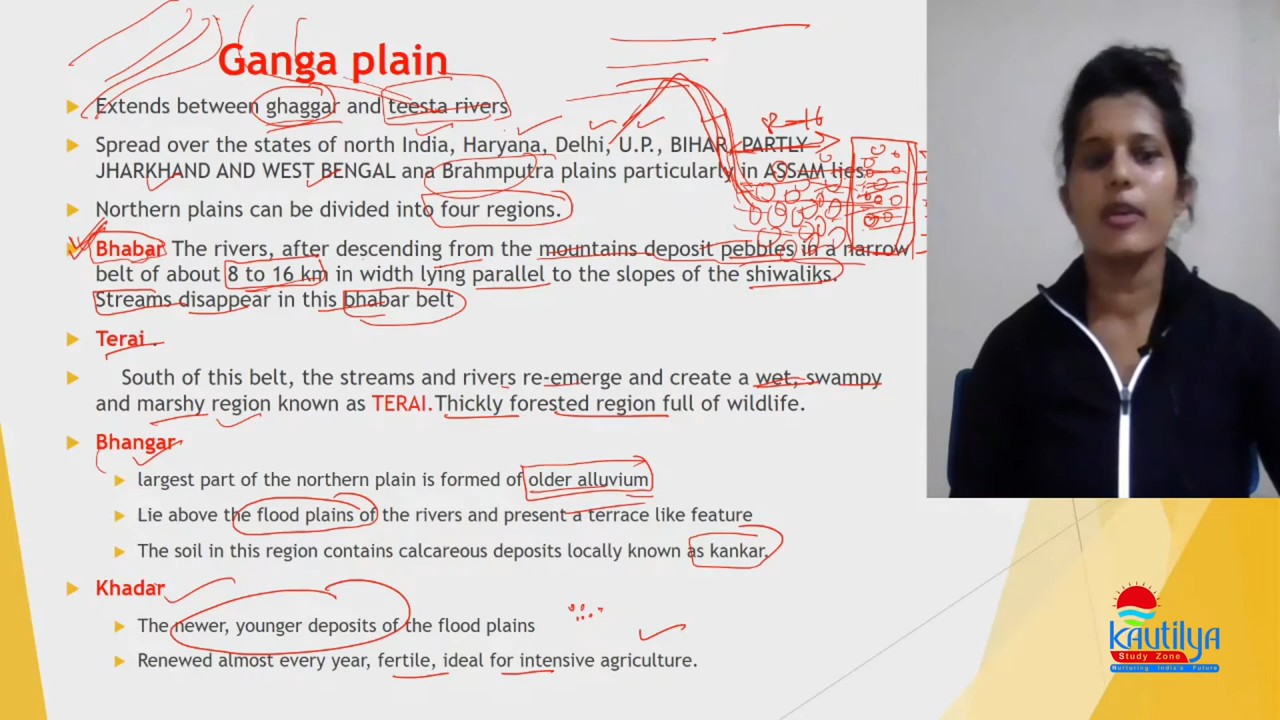 Ganga plain
Extends between ghaggar and teesta rivers
Spread over the states of north India, Haryana, Delhi, U.P., BIHAR, PARTLY
JHARKHAND AND WEST BENGAL ana Brahmputra plains particularly in ASSAM lies.
Northern plains can be divided into four regions.
Bhabar The rivers, after descending from the mountains deposit pebbles in a narrow
belt of about 8 to 16 km in width lying parallel to the slopes of the shiwaliks.
Streams disappear in this bhabar belt
Terai.
South of this belt, the streams and rivers re-emerge and create a wet, swampy
and marshy region known as TERAI.Thickly forested region full of wildlife.
Bhangar
largest part of the northern plain is formed of older alluvium
Lie above the flood plains of the rivers and present a terrace like feature
The soil in this region contains calcareous deposits locally known as kankar.
Khadar
The newer, younger deposits of the flood plains
Renewed almost every year, fertile, ideal for intensive agriculture.
8-16
Kautilya
Study Zone
Nurturing India's Future